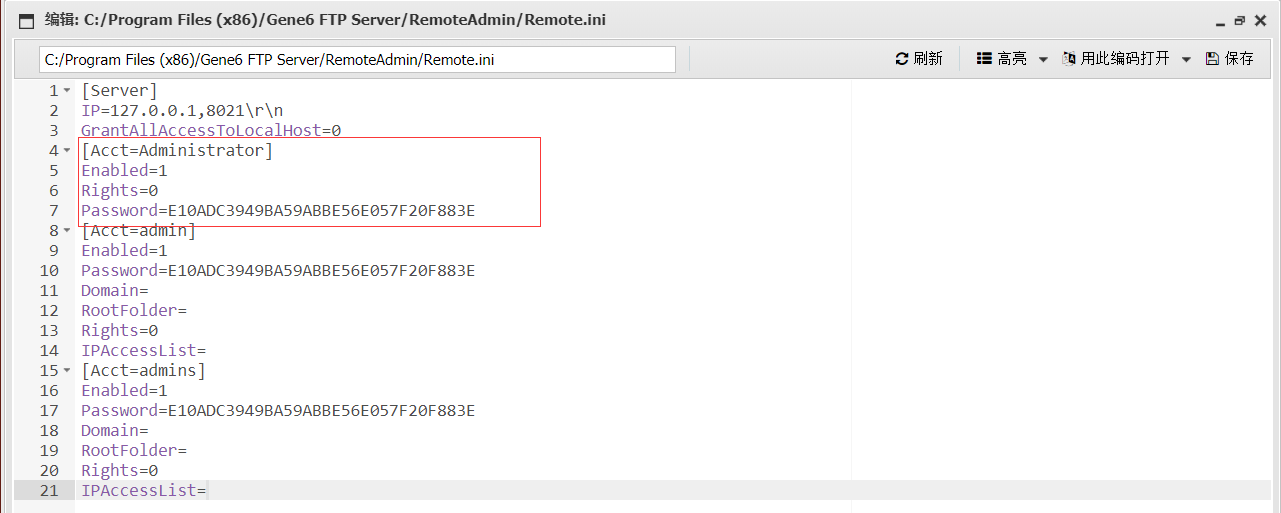 编辑: C:/Program Files (x86)/Gene6 FTP Server/RemoteAdmin/Remote.ini
C:/Program Files (x86)/Gene6 FTP Server/RemoteAdmin/Remote.ini 刷新 高亮 用此编码打开 保存
1 [Server]
2 IP=127.0.0.1,8021\r\n
3 GrantAllAccessToLocalHost=0
4 [Acct=Administrator]
5 Enabled=1
6 Rights=0
7 Password=E10ADC3949BA59ABBE56E057F20F883E
8 [Acct=admin]
9 Enabled=1
10 Password=E10ADC3949BA59ABBE56E057F20F883E
11 Domain=
12 RootFolder=
13 Rights=0
14 IPAccessList=
15 [Acct=admins]
16 Enabled=1
17 Password=E10ADC3949BA59ABBE56E057F20F883E
18 Domain=
19 RootFolder=
20 Rights=0
21 IPAccessList=